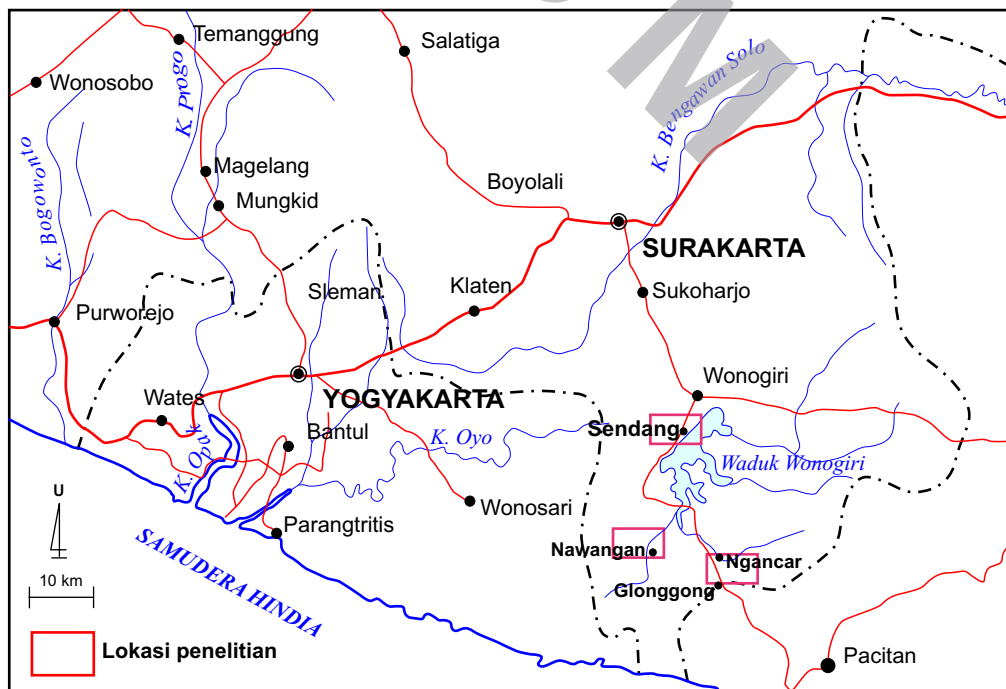 Temanggung
Salatiga
Wonosobo
K. Progo
K. Bengawan Solo
K. Bogowonto
Magelang
Mungkid
Boyolali
SURAKARTA
Sleman
Klaten
Sukoharjo
Purworejo
YOGYAKARTA
Wonogiri
Wates
Sendang
Bantul
K. Oyo
K. Opak
Waduk Wonogiri
U
Parangtritis
Wonosari
Nawangan
Ngancar
SAMUDERA HINDIA
Glonggong
10 km
Lokasi penelitian
Pacitan
M